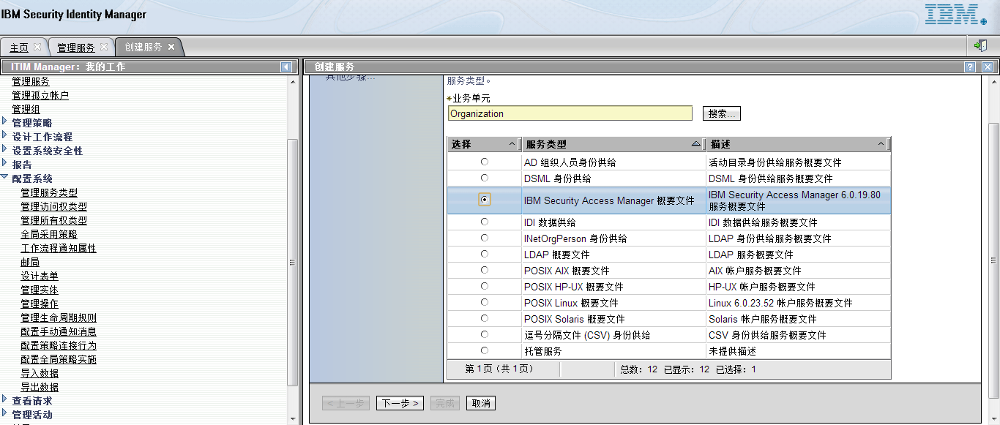 IBM Security Identity Manager
IBM.
主页
管理服务
创建服务
ITIM Manager：我的工作
管理服务
管理孤立帐户
管理组
管理策略
设计工作流程
设置系统安全性
报告
配置系统
管理服务类型
管理访问权类型
管理所有权类型
全局采用策略
工作流程通知属性
邮局
设计表单
管理实体
管理操作
管理生命周期规则
配置手动通知消息
配置策略连接行为
配置全局策略实施
导入数据
导出数据
查看请求
管理活动
创建服务
其他步骤...
服务类型。
*业务单元
Organization
搜索...
选择 服务类型 描述
AD 组织人员身份供给 活动目录身份供给服务概要文件
DSML 身份供给 DSML 身份供给服务概要文件
IBM Security Access Manager 概要文件 IBM Security Access Manager 6.0.19.80
服务概要文件
IDI 数据供给 IDI 数据供给服务概要文件
INetOrgPerson 身份供给 LDAP 身份供给服务概要文件
LDAP 概要文件 LDAP 服务概要文件
POSIX AIX 概要文件 AIX 帐户服务概要文件
POSIX HP-UX 概要文件 HP-UX 帐户服务概要文件
POSIX Linux 概要文件 Linux 6.0.23.52 帐户服务概要文件
POSIX Solaris 概要文件 Solaris 帐户服务概要文件
逗号分隔文件 (CSV) 身份供给 CSV 身份供给服务概要文件
托管服务 未提供描述
第 1 页（共 1 页） 总数：12 已显示：12 已选择：1
< 上一步 下一步 > 完成 取消